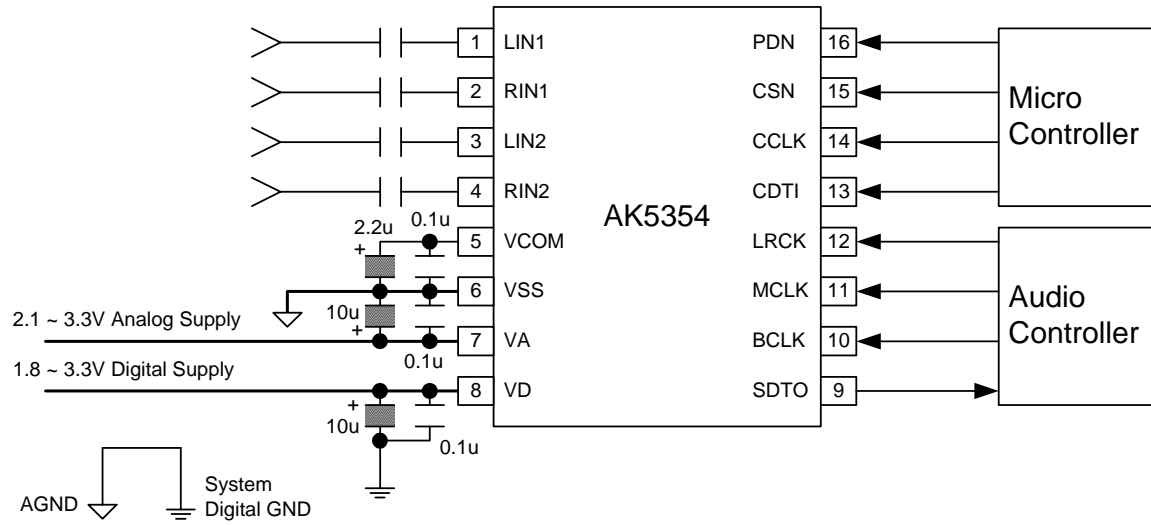 1 LIN1
2 RIN1
3 LIN2
4 RIN2
5 VCOM
6 VSS
7 VA
8 VD
AK5354
PDN 16
CSN 15
CCLK 14
CDTI 13
LRCK 12
MCLK 11
BCLK 10
SDTO 9
Micro
Controller
Audio
Controller
2.2u
0.1u
+
10u
+
0.1u
2.1 ~ 3.3V Analog Supply
1.8 ~ 3.3V Digital Supply
+
10u
0.1u
AGND
System
Digital GND